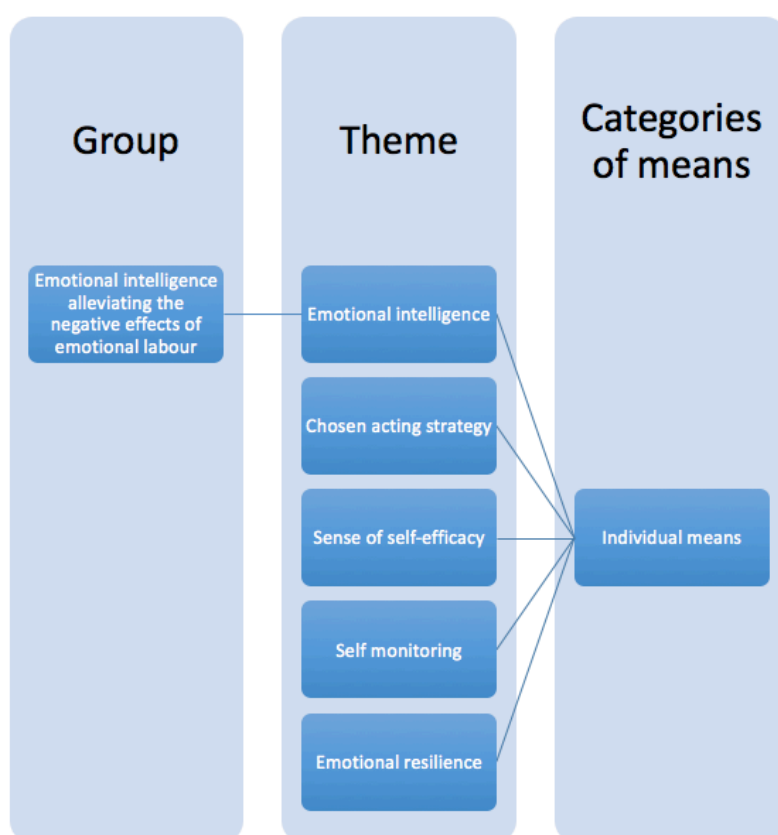 Group
Theme
Categories
of means
Emotional intelligence
alleviating the
negative effects of
emotional labour
Emotional intelligence
Chosen acting strategy
Sense of self-efficacy
Self monitoring
Emotional resilience
Individual means